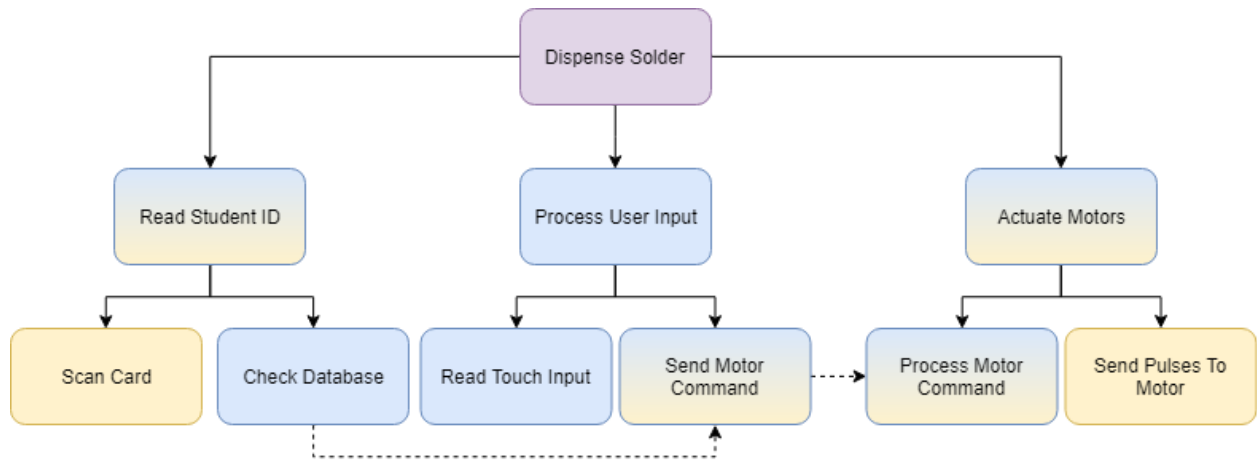 Dispense Solder
Read Student ID
Process User Input
Actuate Motors
Scan Card
Check Database
Read Touch Input
Send Motor
Command
Process Motor
Command
Send Pulses To
Motor